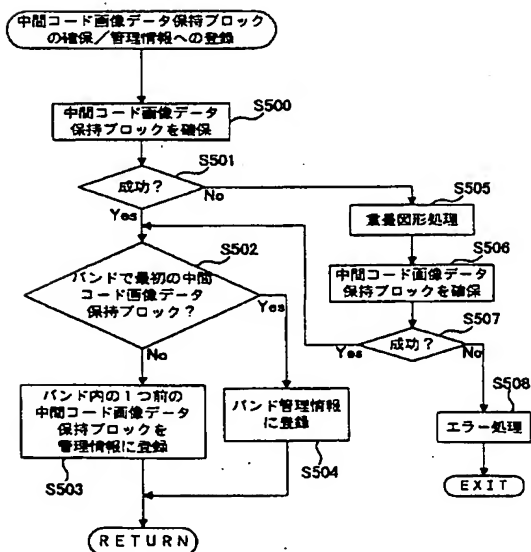 中間コード画像データ保持ブロック
の確保/管理情報への登録
S500
中間コード画像データ
保持ブロックを確保
S501
成功?
No
Yes
S505
重畳図形処理
S502
バンドで最初の中間
コード画像データ
保持ブロック?
Yes
No
S506
中間コード画像データ
保持ブロックを確保
S507
成功?
Yes
No
バンド内の1つ前の
中間コード画像データ
保持ブロックを
管理情報に登録
S503
バンド管理情報
に登録
S504
S508
エラー処理
EXIT
RETURN